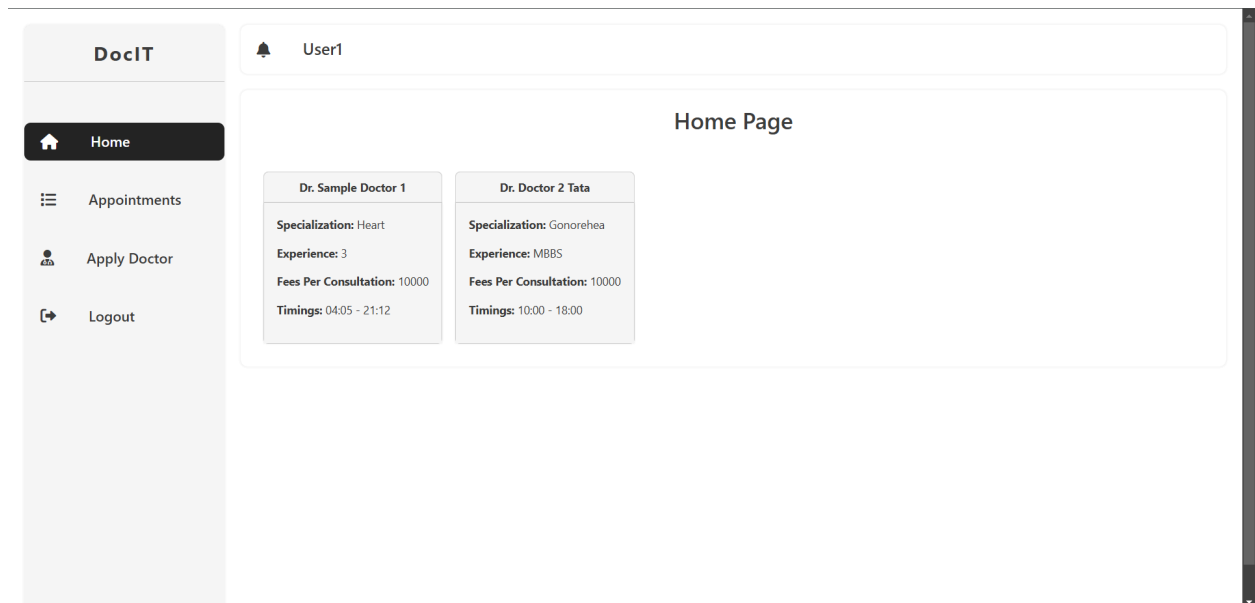 DocIT
Home
Appointments
Apply Doctor
Logout
User1
Home Page
Dr. Sample Doctor 1
Specialization: Heart
Experience: 3
Fees Per Consultation: 10000
Timings: 04:05 - 21:12
Dr. Doctor 2 Tata
Specialization: Gonorehea
Experience: MBBS
Fees Per Consultation: 10000
Timings: 10:00 - 18:00